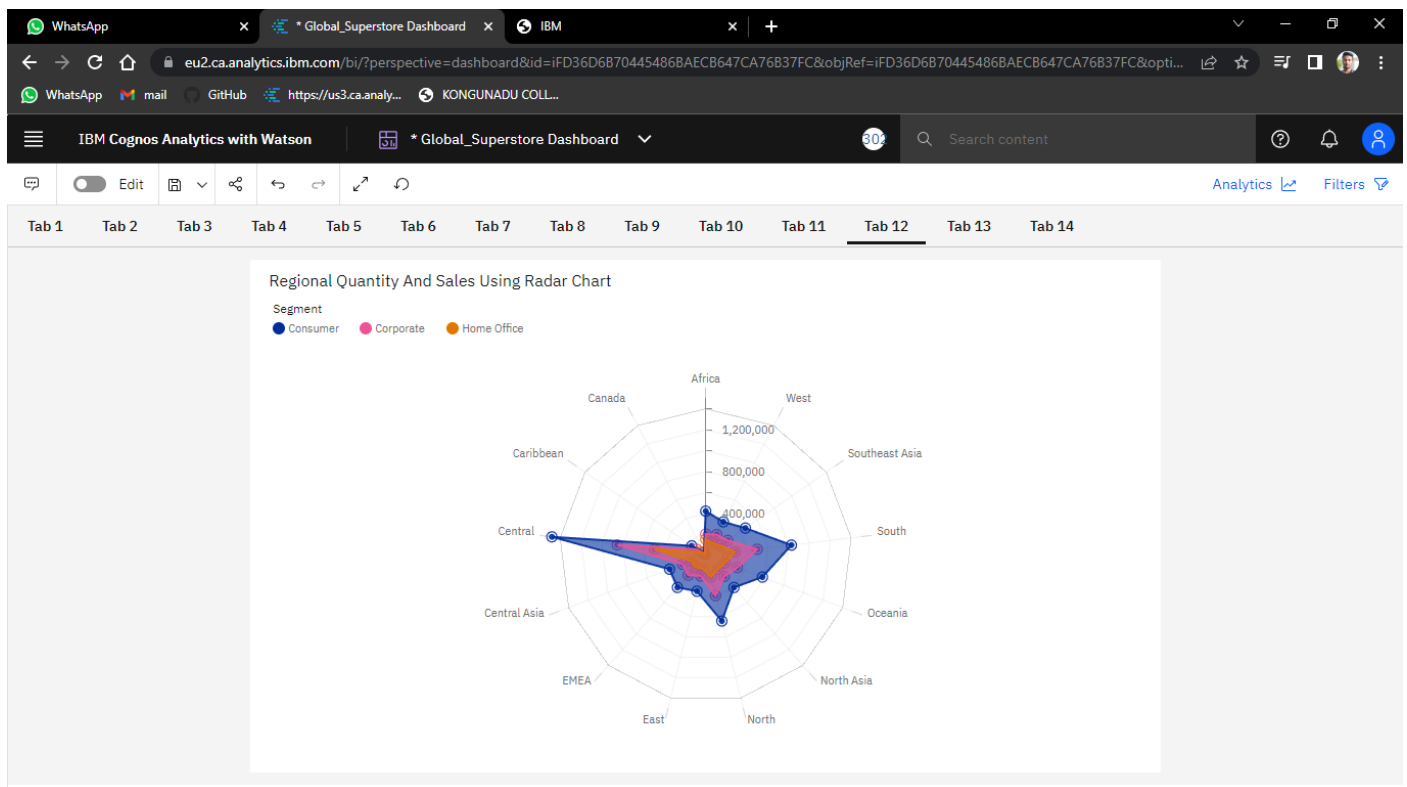 WhatsApp
* Global_Superstore Dashboard
IBM
eu2.ca.analytics.ibm.com/bi/?perspective=dashboard&id=iFD36D6B70445486BAECB647CA76B37FC&objRef=iFD36D6B70445486BAECB647CA76B37FC&opti...
WhatsApp
mail
GitHub
https://us3.ca.analy...
KONGUNADU COLL...
IBM Cognos Analytics with Watson
* Global_Superstore Dashboard
302
Search content
Edit
Analytics
Filters
Tab 1
Tab 2
Tab 3
Tab 4
Tab 5
Tab 6
Tab 7
Tab 8
Tab 9
Tab 10
Tab 11
Tab 12
Tab 13
Tab 14
Regional Quantity And Sales Using Radar Chart
Segment
Consumer
Corporate
Home Office
Africa
Canada
West
1,200,000
Caribbean
Southeast Asia
800,000
400,000
Central
South
Central Asia
Oceania
EMEA
North Asia
East
North